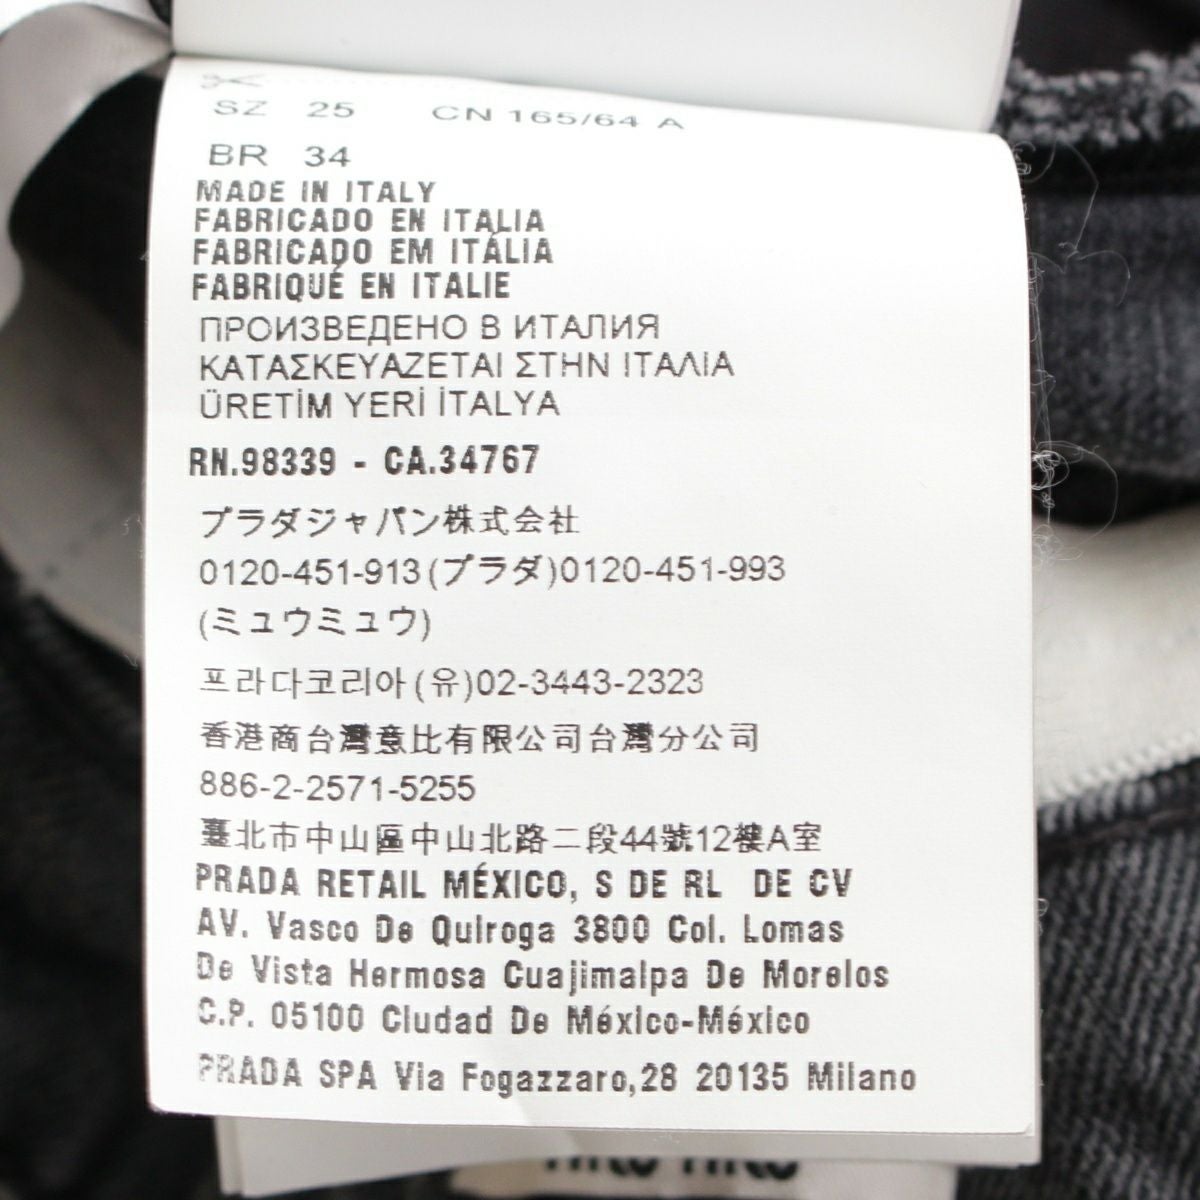 SZ 25 CN 165/64 A
BR 34
MADE IN ITALY
FABRICADO EN ITALIA
FABRICADO EM ITÁLIA
FABRIQUÉ EN ITALIE
ПРОИЗВЕДЕНО В ИТАЛИЯ
ΚΑΤΑΣΚΕΥΑΖΕΤΑΙ ΣΤΗΝ ΙΤΑΛΙΑ
ÜRETİM YERİ İTALYA
RN.98339 - CA.34767
プラダジャパン株式会社
0120-451-913(プラダ)0120-451-993
(ミュウミュウ)
프라다코리아(유)02-3443-2323
香港商台灣意比有限公司台灣分公司
886-2-2571-5255
臺北市中山區中山北路二段44號12樓A室
PRADA RETAIL MÉXICO, S DE RL DE CV
AV. Vasco De Quiroga 3800 Col. Lomas
De Vista Hermosa Cuajimalpa De Morelos
C.P. 05100 Ciudad De México-México
PRADA SPA Via Fogazzaro,28 20135 Milano